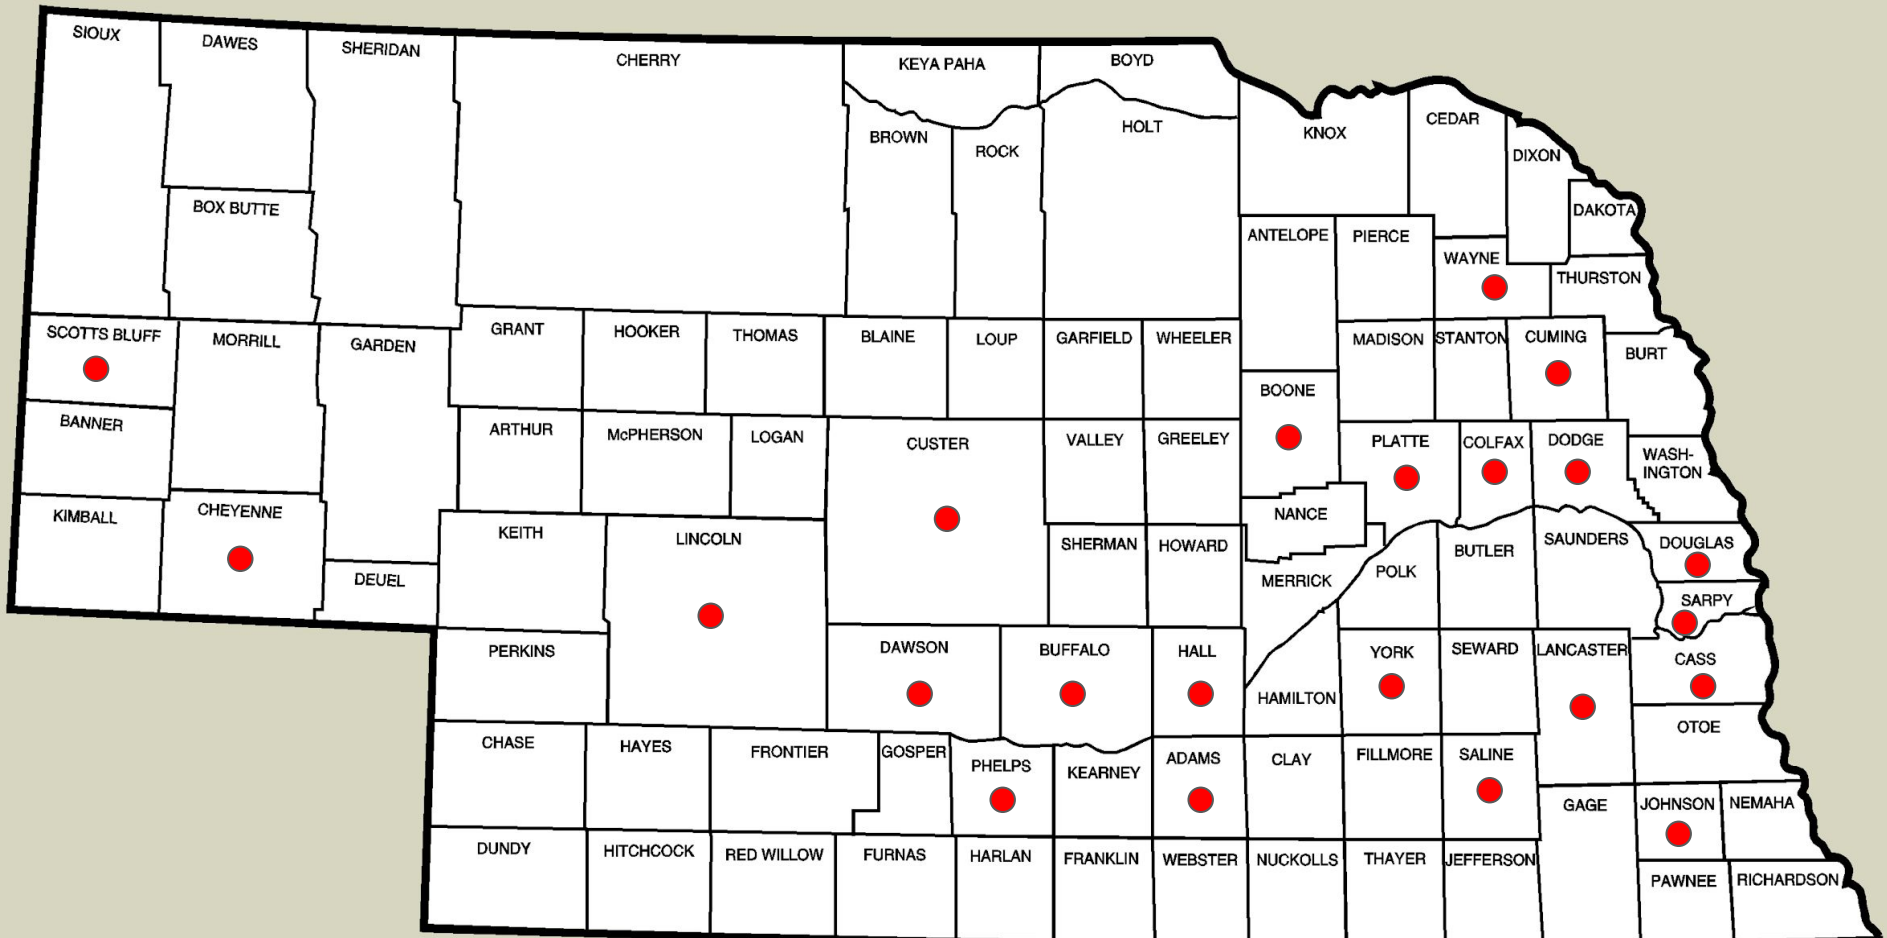 SIOUX
DAWES
SHERIDAN
CHERRY
KEYA PAHA
BOYD
HOLT
BROWN
ROCK
KNOX
CEDAR
DIXON
DAKOTA
BOX BUTTE
ANTELOPE
PIERCE
WAYNE
THURSTON
SCOTTS BLUFF
MORRILL
GARDEN
GRANT
HOOKER
THOMAS
BLAINE
LOUP
GARFIELD
WHEELER
MADISON
STANTON
CUMING
BURT
BOONE
BANNER
ARTHUR
McPHERSON
LOGAN
CUSTER
VALLEY
GREELEY
PLATTE
COLFAX
DODGE
WASH-
INGTON
KIMBALL
CHEYENNE
NANCE
KEITH
LINCOLN
SHERMAN
HOWARD
BUTLER
SAUNDERS
DOUGLAS
DEUEL
MERRICK
POLK
SARPY
PERKINS
DAWSON
BUFFALO
HALL
YORK
SEWARD
LANCASTER
CASS
HAMILTON
OTOE
CHASE
HAYES
FRONTIER
GOSPER
PHELPS
KEARNEY
ADAMS
CLAY
FILLMORE
SALINE
GAGE
JOHNSON
NEMAHA
DUNDY
HITCHCOCK
RED WILLOW
FURNAS
HARLAN
FRANKLIN
WEBSTER
NUCKOLLS
THAYER
JEFFERSON
PAWNEE
RICHARDSON